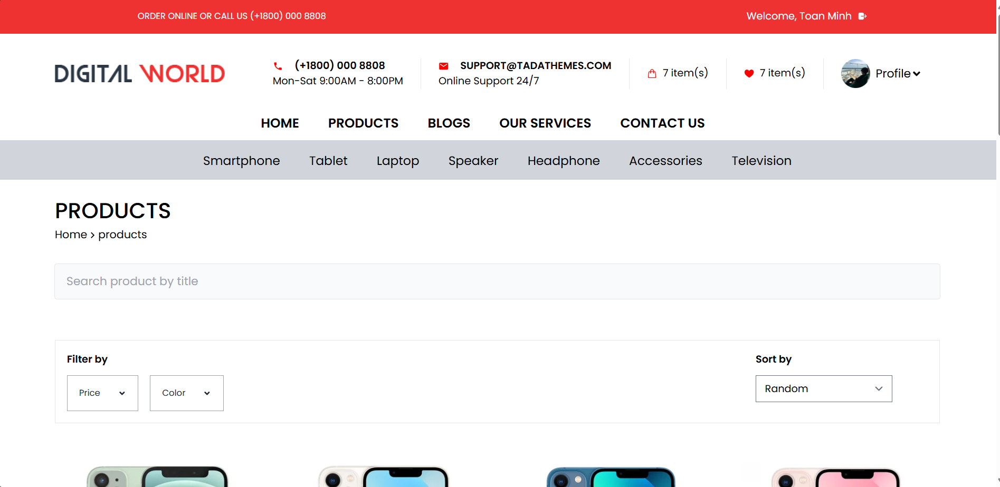 ORDER ONLINE OR CALL US (+1800) 000 8808
Welcome, Toan Minh
DIGITAL WORLD
(+1800) 000 8808
Mon-Sat 9:00AM - 8:00PM
SUPPORT@TADATHEMES.COM
Online Support 24/7
7 item(s)
7 item(s)
Profile
HOME PRODUCTS BLOGS OUR SERVICES CONTACT US
Smartphone Tablet Laptop Speaker Headphone Accessories Television
PRODUCTS
Home > products
Search product by title
Filter by
Price
Color
Sort by
Random